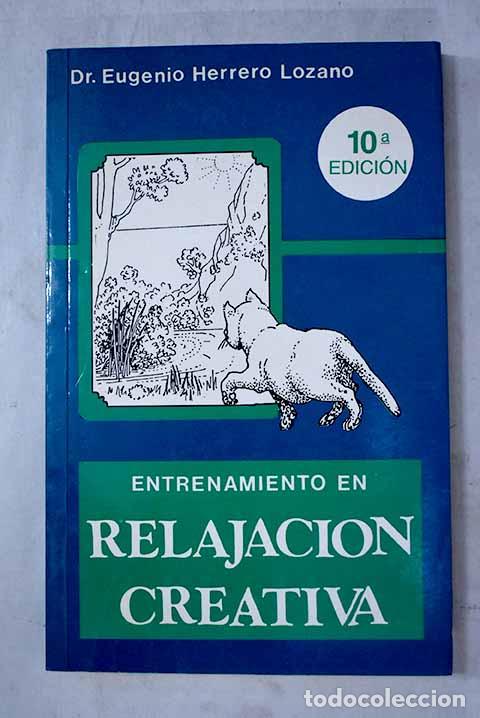 Dr. Eugenio Herrero Lozano
10ª
EDICIÓN
ENTRENAMIENTO EN
RELAJACION
CREATIVA
todocoleccion